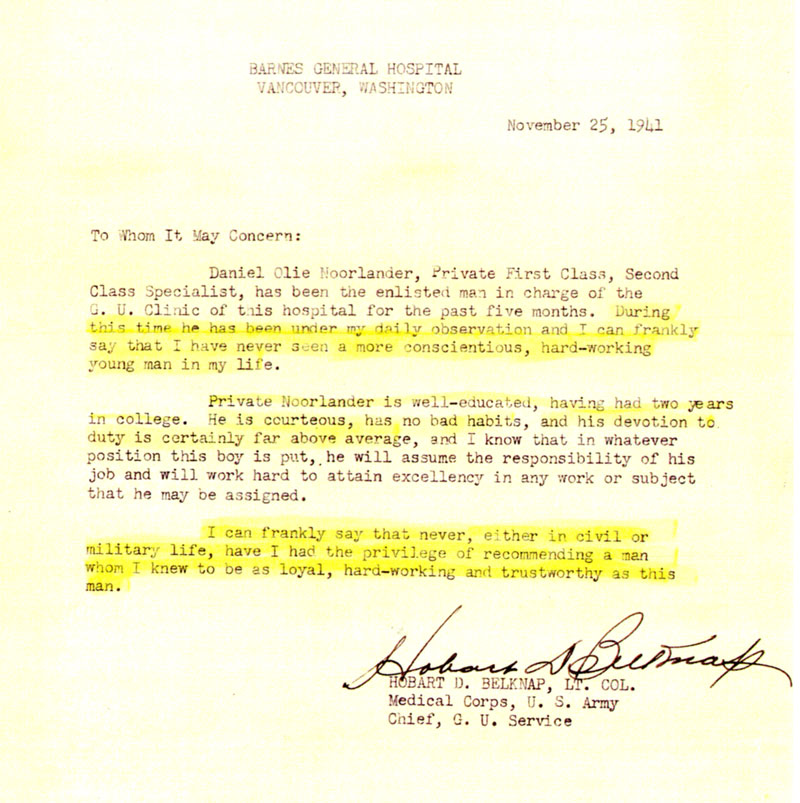 BARNES GENERAL HOSPITAL
VANCOUVER, WASHINGTON
November 25, 1941
To Whom It May Concern:
Daniel Olie Noorlander, Private First Class, Second
Class Specialist, has been the enlisted man in charge of the
G. U. Clinic of this hospital for the past five months. During
this time he has been under my daily observation and I can frankly
say that I have never seen a more conscientious, hard-working
young man in my life.
Private Noorlander is well-educated, having had two years
in college. He is courteous, has no bad habits, and his devotion to
duty is certainly far above average, and I know that in whatever
position this boy is put, he will assume the responsibility of his
job and will work hard to attain excellency in any work or subject
that he may be assigned.
I can frankly say that never, either in civil or
military life, have I had the privilege of recommending a man
whom I knew to be as loyal, hard-working and trustworthy as this
man.
Hobart D Belknap
HOBART D. BELKNAP, LT. COL.
Medical Corps, U. S. Army
Chief, G. U. Service